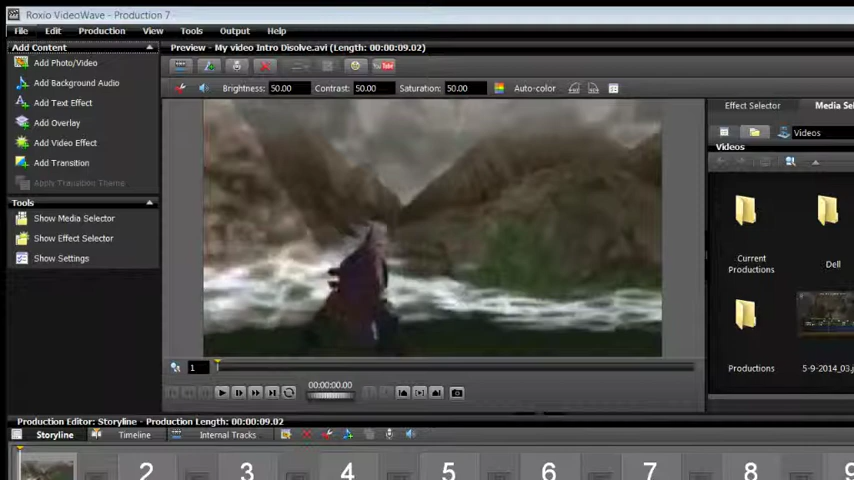 Roxio VideoWave - Production 7
File Edit Production View Tools Output Help
Add Content
Add Photo/Video
Add Background Audio
Add Text Effect
Add Overlay
Add Video Effect
Add Transition
Apply Transition Theme
Tools
Show Media Selector
Show Effect Selector
Show Settings
Preview - My video Intro Disolve.avi (Length: 00:00:09.02)
You Tube
Brightness: 50.00 Contrast: 50.00 Saturation: 50.00 Auto-color
1
00:00:00.00
Effect Selector Media Sel
Videos
Videos
Current Productions
Dell
Productions
5-9-2014_03.j
Production Editor: Storyline - Production Length: 00:00:09.02
Storyline Timeline Internal Tracks
2 3 4 5 6 7 8 9